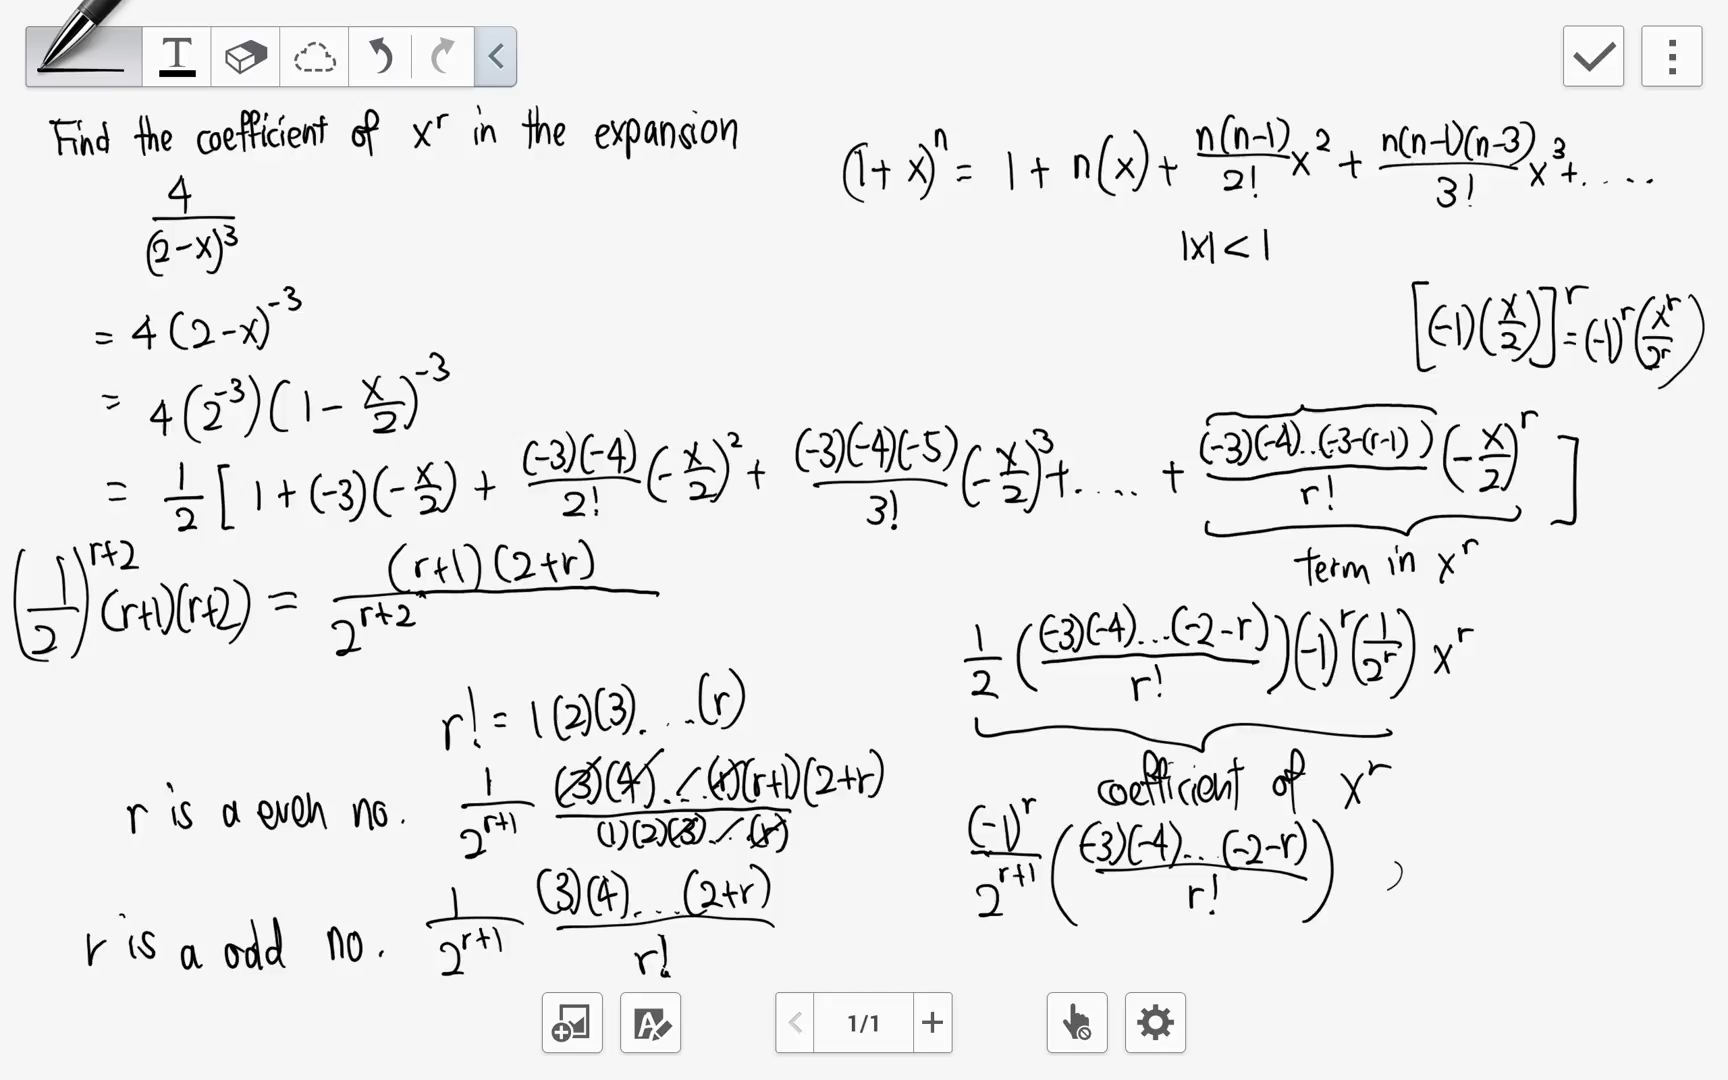 T
Find the coefficient of x^r in the expansion
4/(2-x)^3
= 4(2-x)^-3
= 4(2^-3)(1 - x/2)^-3
= 1/2 [1 + (-3)(-x/2) + (-3)(-4)/2! (-x/2)^2 + (-3)(-4)(-5)/3! (-x/2)^3 + ..... + (-3)(-4)...(-3-(r-1))/r! (-x/2)^r ]
term in x^r
(1/2)^r+2 (r+1)(r+2) = (r+1)(2+r)/2^r+2
r! = 1(2)(3)....(r)
r is a even no. 1/2^r+1 (3)(4)...(r)(r+1)(2+r)/(1)(2)(3)...(r)
r is a odd no. 1/2^r+1 (3)(4)....(2+r)/r!
(1+x)^n = 1 + n(x) + n(n-1)/2! x^2 + n(n-1)(n-3)/3! x^3 + .....
|x| < 1
[(-1)(x/2)]^r = (-1)^r (x^r/2^r)
1/2 ((-3)(-4)...(-2-r)/r!)(-1)^r (1/2^r) x^r
coefficient of x^r
(-1)^r/2^r+1 ((-3)(-4)...(-2-r)/r!)
1/1